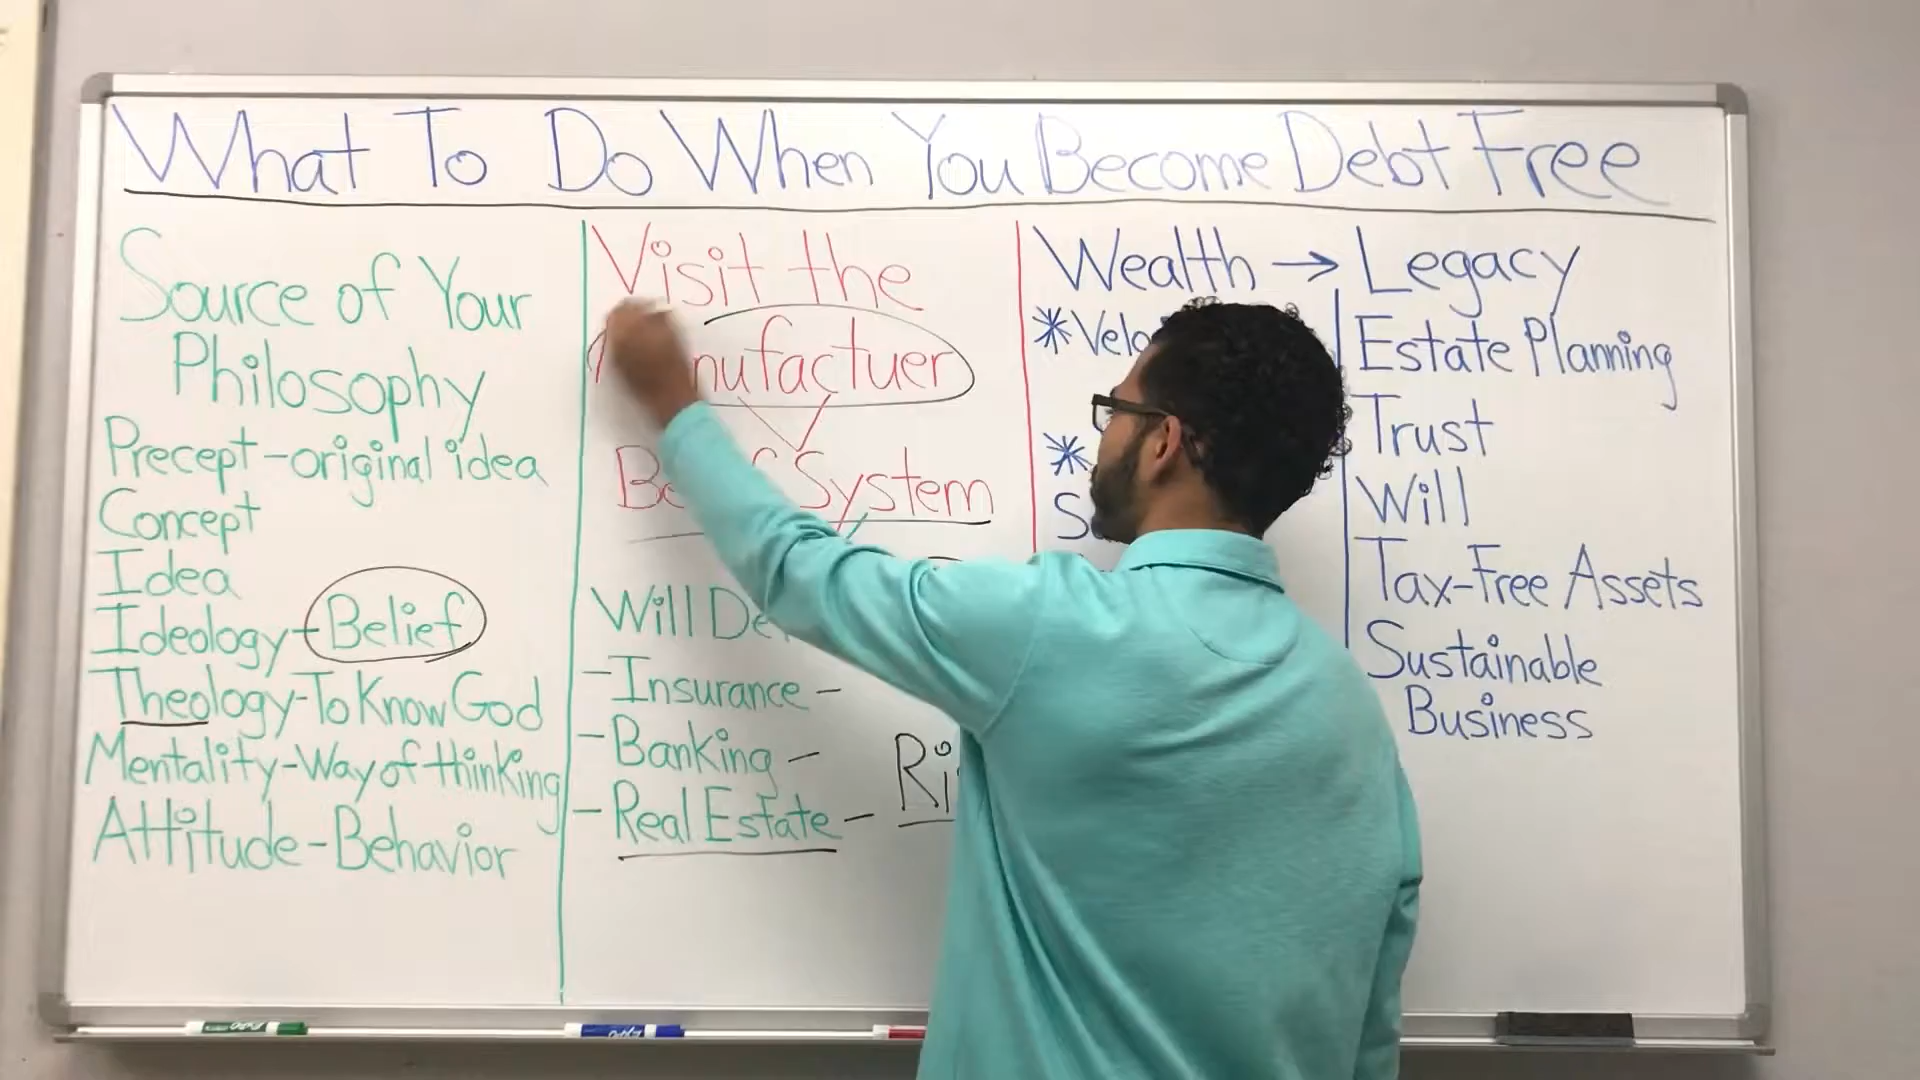 What To Do When You Become Debt Free
Source of Your
Philosophy
Precept-original idea
Concept
Idea
Ideology-Belief
Theology-To Know God
Mentality-Way of thinking
Attitude-Behavior
Visit the
System
Will
-Insurance -
-Banking -
-Real Estate -
Wealth → Legacy
*
*
Estate Planning
Trust
Will
Tax-Free Assets
Sustainable
Business